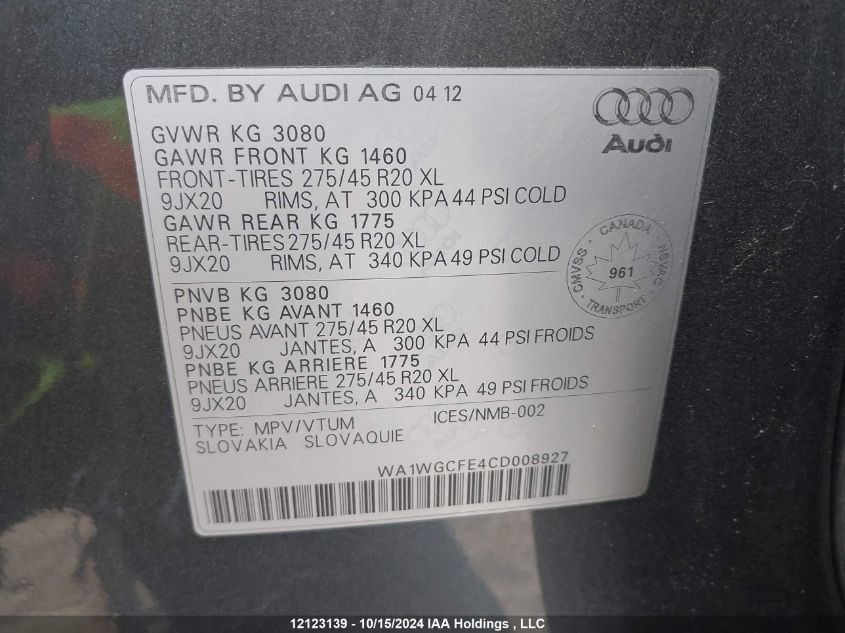 MFD. BY AUDI AG 04 12
Audi
GVWR KG 3080
GAWR FRONT KG 1460
FRONT-TIRES 275/45 R20 XL
9JX20 RIMS, AT 300 KPA 44 PSI COLD
GAWR REAR KG 1775
REAR-TIRES 275/45 R20 XL
9JX20 RIMS, AT 340 KPA 49 PSI COLD
CANADA
CMVSS NSVAC
961
TRANSPORT
PNVB KG 3080
PNBE KG AVANT 1460
PNEUS AVANT 275/45 R20 XL
9JX20 JANTES, A 300 KPA 44 PSI FROIDS
PNBE KG ARRIERE 1775
PNEUS ARRIERE 275/45 R20 XL
9JX20 JANTES, A 340 KPA 49 PSI FROIDS
TYPE: MPV/VTUM ICES/NMB-002
SLOVAKIA SLOVAQUIE
WA1WGCFE4CD008927
12123139 - 10/15/2024 IAA Holdings , LLC